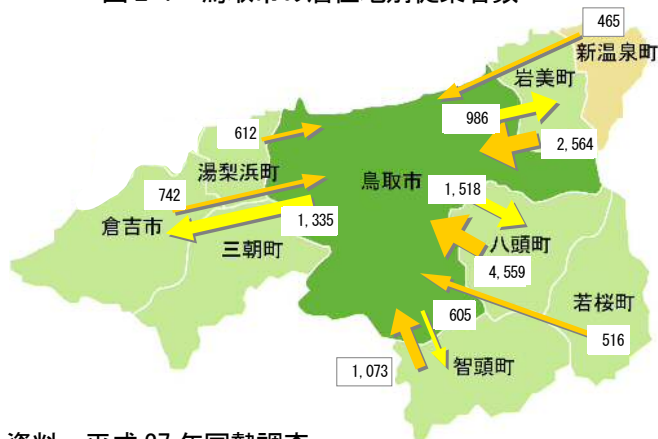 465
新温泉町
岩美町
986
2,564
612
湯梨浜町
742
鳥取市
1,518
倉吉市
1,335
三朝町
八頭町
4,559
若桜町
605
516
1,073
智頭町